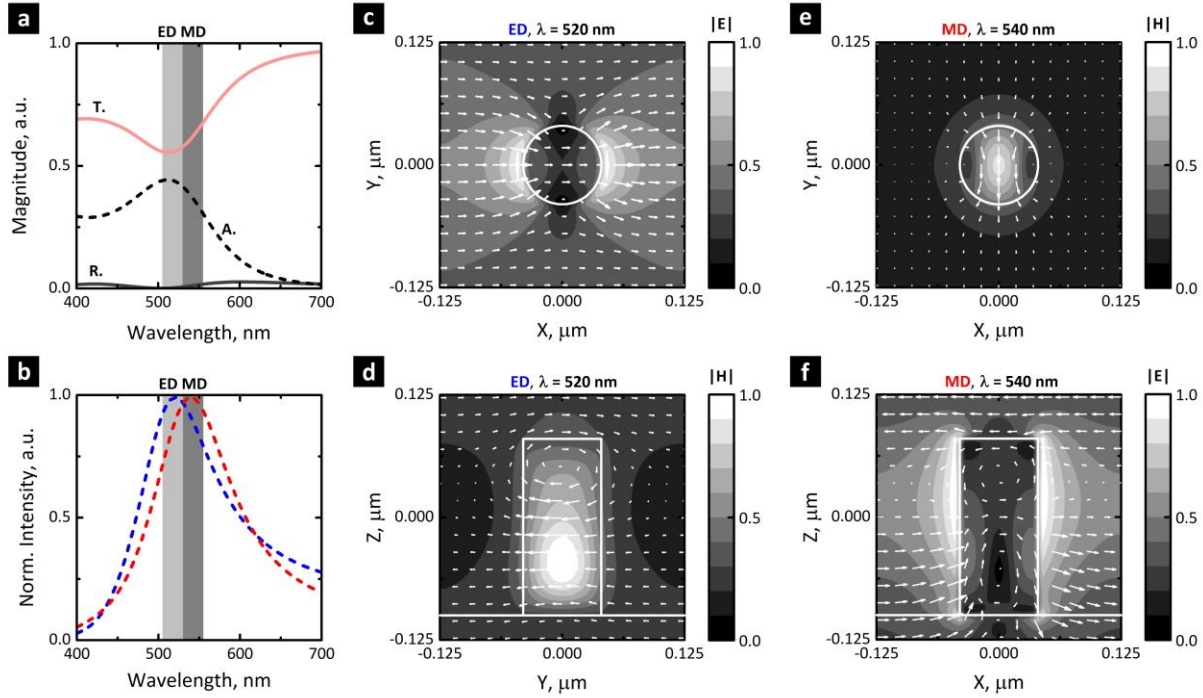 a
ED MD
1.0
0.5
0.0
Magnitude, a.u.
T.
A.
R.
400 500 600 700
Wavelength, nm
c
ED, λ = 520 nm
|E|
0.125
0.000
-0.125
Y, μm
-0.125 0.000 0.125
X, μm
1.0
0.5
0.0
e
MD, λ = 540 nm
|H|
0.125
0.000
-0.125
Y, μm
-0.125 0.000 0.125
X, μm
1.0
0.5
0.0
b
ED MD
1.0
0.5
0.0
Norm. Intensity, a.u.
400 500 600 700
Wavelength, nm
d
ED, λ = 520 nm
|H|
0.125
0.000
-0.125
Z, μm
-0.125 0.000 0.125
Y, μm
1.0
0.5
0.0
f
MD, λ = 540 nm
|E|
0.125
0.000
-0.125
Z, μm
-0.125 0.000 0.125
X, μm
1.0
0.5
0.0